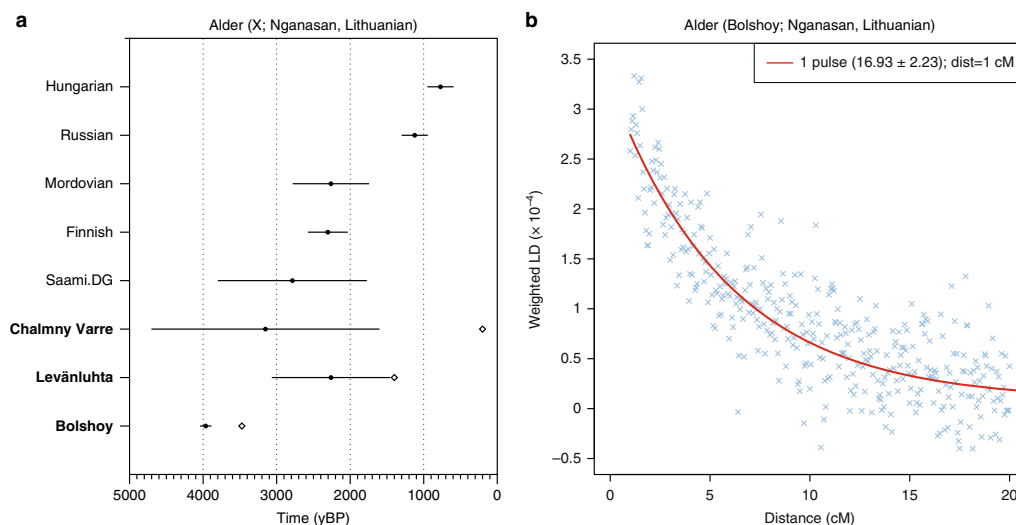 a
Alder (X; Nganasan, Lithuanian)
Hungarian
Russian
Mordovian
Finnish
Saami.DG
Chalmny Varre
Levänluhta
Bolshoy
5000 4000 3000 2000 1000 0
Time (yBP)
b
Alder (Bolshoy; Nganasan, Lithuanian)
1 pulse (16.93 ± 2.23); dist=1 cM
3.5
3.0
2.5
2.0
1.5
1.0
0.5
0
−0.5
Weighted LD (× 10⁻⁴)
0 5 10 15 20
Distance (cM)